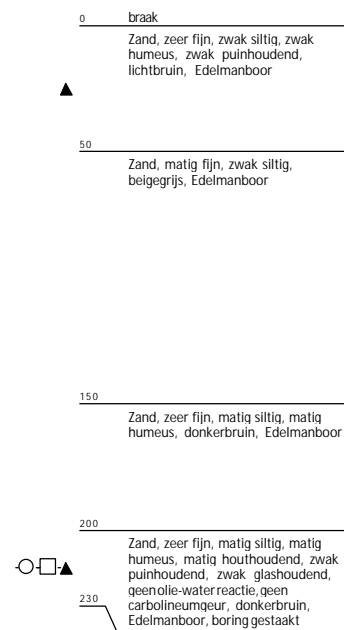 0 braak
Zand, zeer fijn, zwak siltig, zwak
humeus, zwak puinhoudend,
lichtbruin, Edelmanboor
50
Zand, matig fijn, zwak siltig,
beigegrijs, Edelmanboor
150
Zand, zeer fijn, matig siltig, matig
humeus, donkerbruin, Edelmanboor
200
Zand, zeer fijn, matig siltig, matig
humeus, matig houthoudend, zwak
puinhoudend, zwak glashoudend,
geen olie-water reactie, geen
carbolineumgeur, donkerbruin,
230
Edelmanboor, boring gestaakt